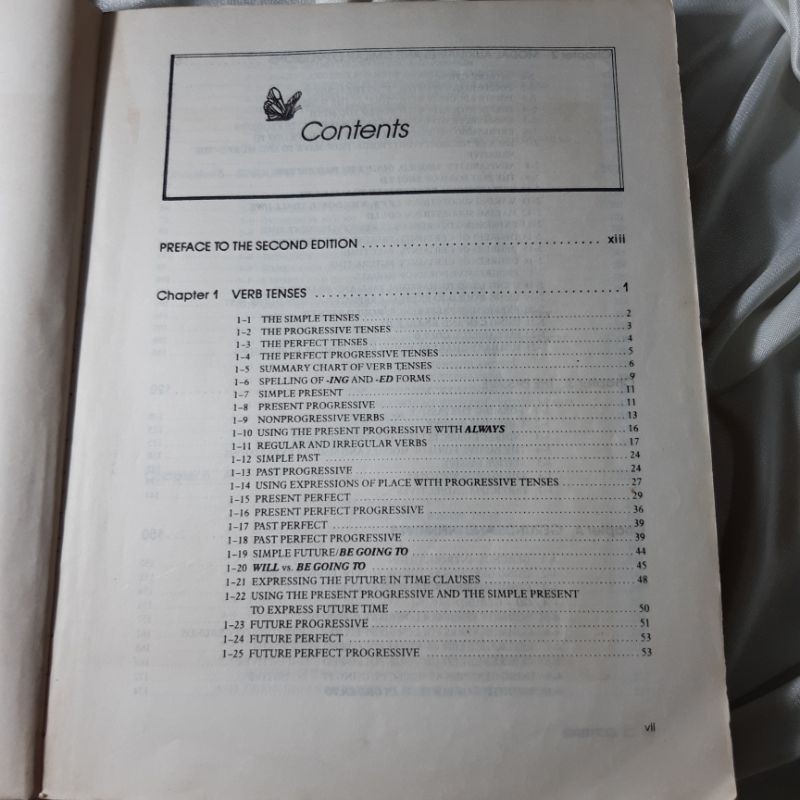 Contents
PREFACE TO THE SECOND EDITION . . . . . . . . . . . . . . . . . . . . . . . . . . . . . . . . xiii
Chapter 1 VERB TENSES . . . . . . . . . . . . . . . . . . . . . . . . . . . . . . . . . . . . . . . . . 1
1-1 THE SIMPLE TENSES . . . . . . . . . . 2
1-2 THE PROGRESSIVE TENSES . . . . . . . . . . 3
1-3 THE PERFECT TENSES . . . . . . . . . . 4
1-4 THE PERFECT PROGRESSIVE TENSES . . . . . . . . . . 5
1-5 SUMMARY CHART OF VERB TENSES . . . . . . . . . . 6
1-6 SPELLING OF -ING AND -ED FORMS . . . . . . . . . . 9
1-7 SIMPLE PRESENT . . . . . . . . . . 11
1-8 PRESENT PROGRESSIVE . . . . . . . . . . 11
1-9 NONPROGRESSIVE VERBS . . . . . . . . . . 13
1-10 USING THE PRESENT PROGRESSIVE WITH ALWAYS . . . . . . . . . . 16
1-11 REGULAR AND IRREGULAR VERBS . . . . . . . . . . 17
1-12 SIMPLE PAST . . . . . . . . . . 24
1-13 PAST PROGRESSIVE . . . . . . . . . . 24
1-14 USING EXPRESSIONS OF PLACE WITH PROGRESSIVE TENSES . . . . . . . . . . 27
1-15 PRESENT PERFECT . . . . . . . . . . 29
1-16 PRESENT PERFECT PROGRESSIVE . . . . . . . . . . 36
1-17 PAST PERFECT . . . . . . . . . . 39
1-18 PAST PERFECT PROGRESSIVE . . . . . . . . . . 39
1-19 SIMPLE FUTURE/BE GOING TO . . . . . . . . . . 44
1-20 WILL vs. BE GOING TO . . . . . . . . . . 45
1-21 EXPRESSING THE FUTURE IN TIME CLAUSES . . . . . . . . . . 48
1-22 USING THE PRESENT PROGRESSIVE AND THE SIMPLE PRESENT
TO EXPRESS FUTURE TIME . . . . . . . . . . 50
1-23 FUTURE PROGRESSIVE . . . . . . . . . . 51
1-24 FUTURE PERFECT . . . . . . . . . . 53
1-25 FUTURE PERFECT PROGRESSIVE . . . . . . . . . . 53
vii